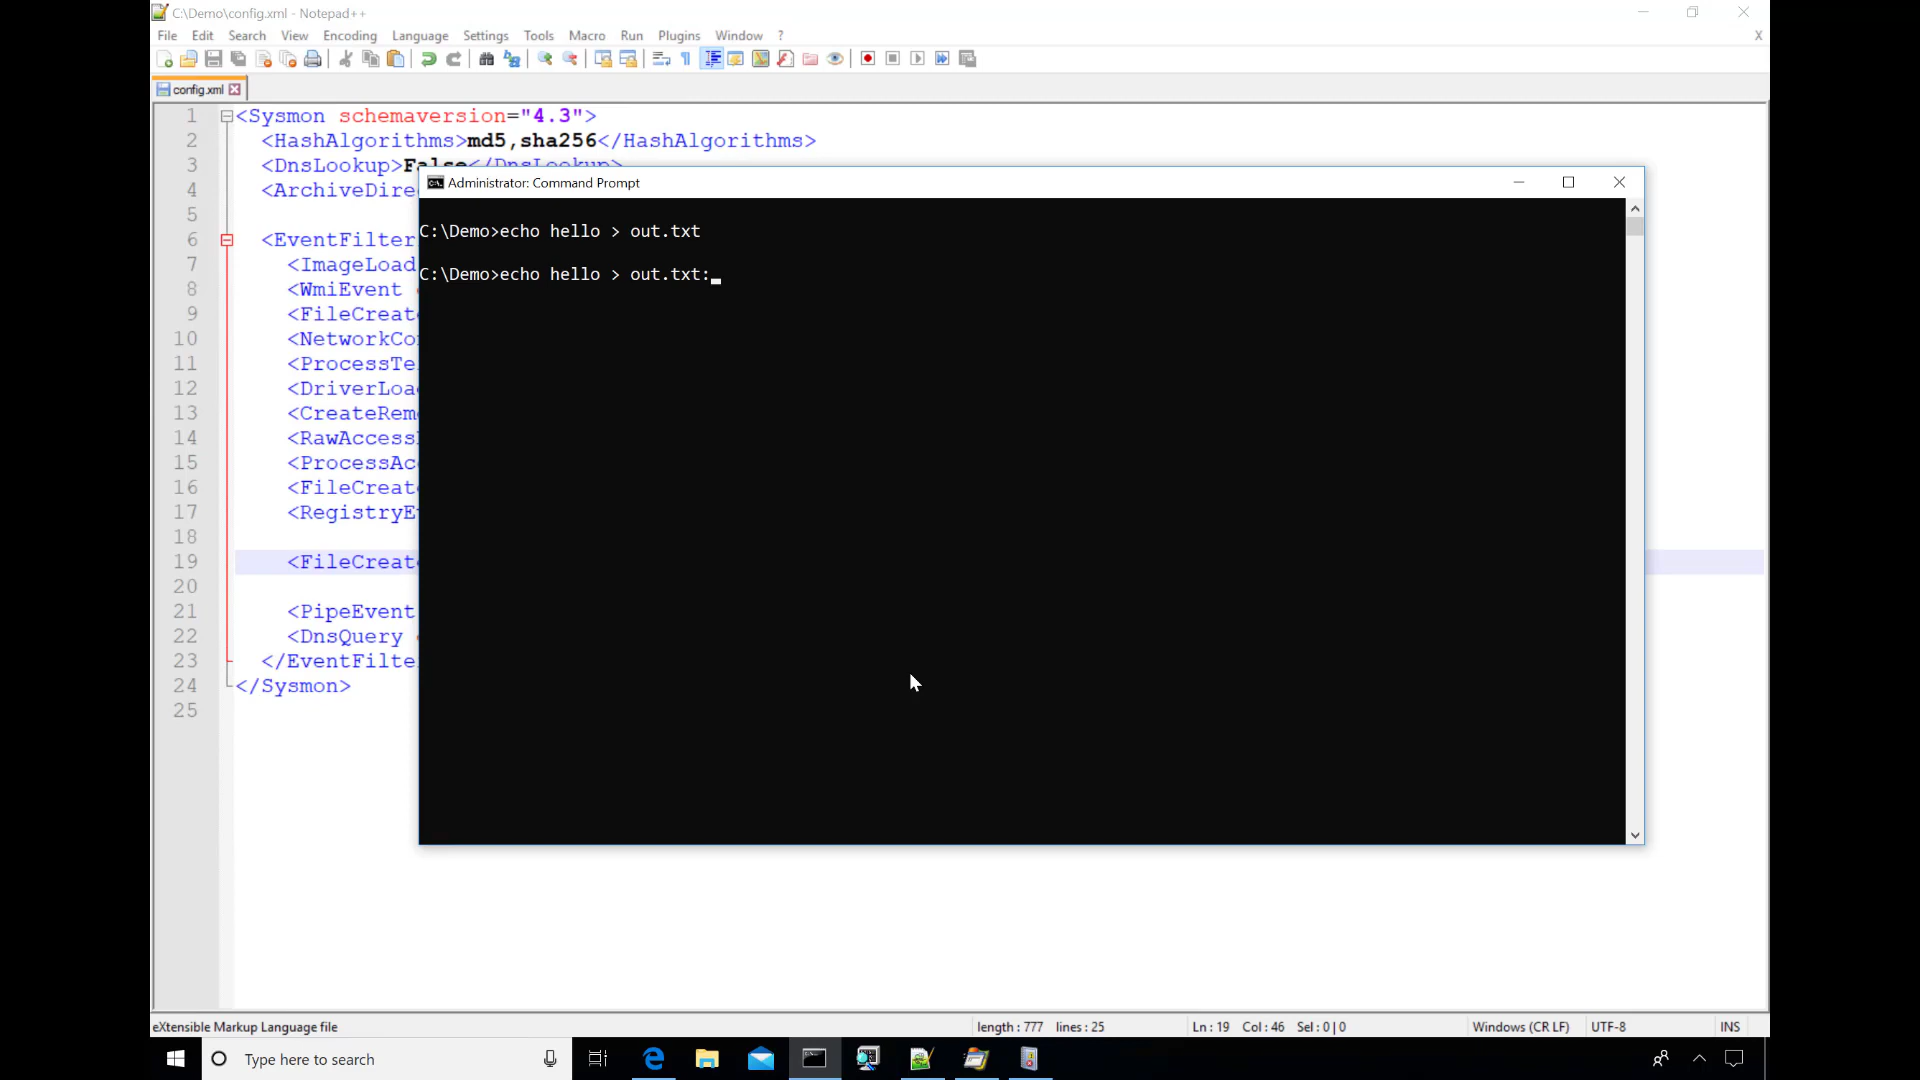 C:\Demo\config.xml - Notepad++
File Edit Search View Encoding Language Settings Tools Macro Run Plugins Window ? X
config.xml
1 <Sysmon schemaversion="4.3">
2 <HashAlgorithms>md5,sha256</HashAlgorithms>
3 <DnsLookup>False</DnsLookup>
4 <ArchiveDire
5
6 <EventFilter
7 <ImageLoad
8 <WmiEvent
9 <FileCreat
10 <NetworkCo
11 <ProcessTe
12 <DriverLoa
13 <CreateRem
14 <RawAccess
15 <ProcessAc
16 <FileCreat
17 <RegistryE
18
19 <FileCreat
20
21 <PipeEvent
22 <DnsQuery
23 </EventFilte
24 </Sysmon>
25
Administrator: Command Prompt
C:\Demo>echo hello > out.txt
C:\Demo>echo hello > out.txt:
eXtensible Markup Language file length : 777 lines : 25 Ln : 19 Col : 46 Sel : 0 | 0 Windows (CR LF) UTF-8 INS
Type here to search